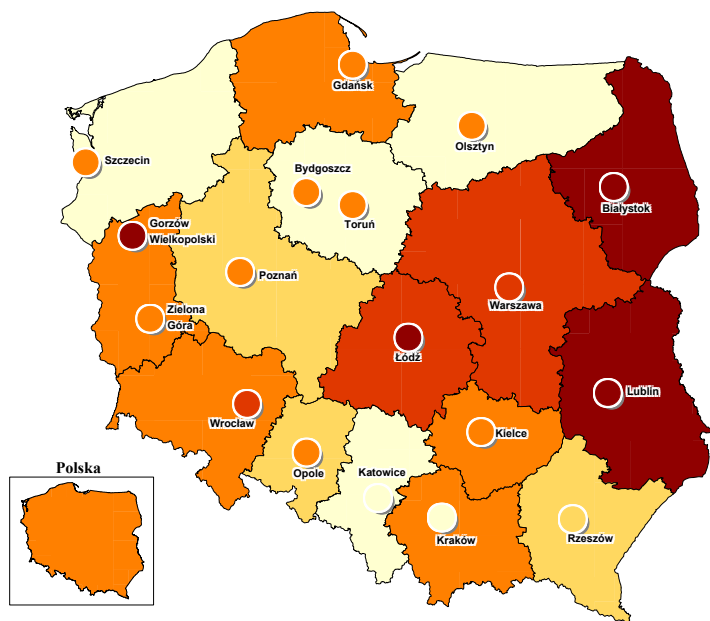 Gdańsk
Olsztyn
Szczecin
Bydgoszcz
Toruń
Białystok
Gorzów
Wielkopolski
Poznań
Warszawa
Zielona
Góra
Łódź
Lublin
Wrocław
Kielce
Opole
Katowice
Kraków
Rzeszów
Polska